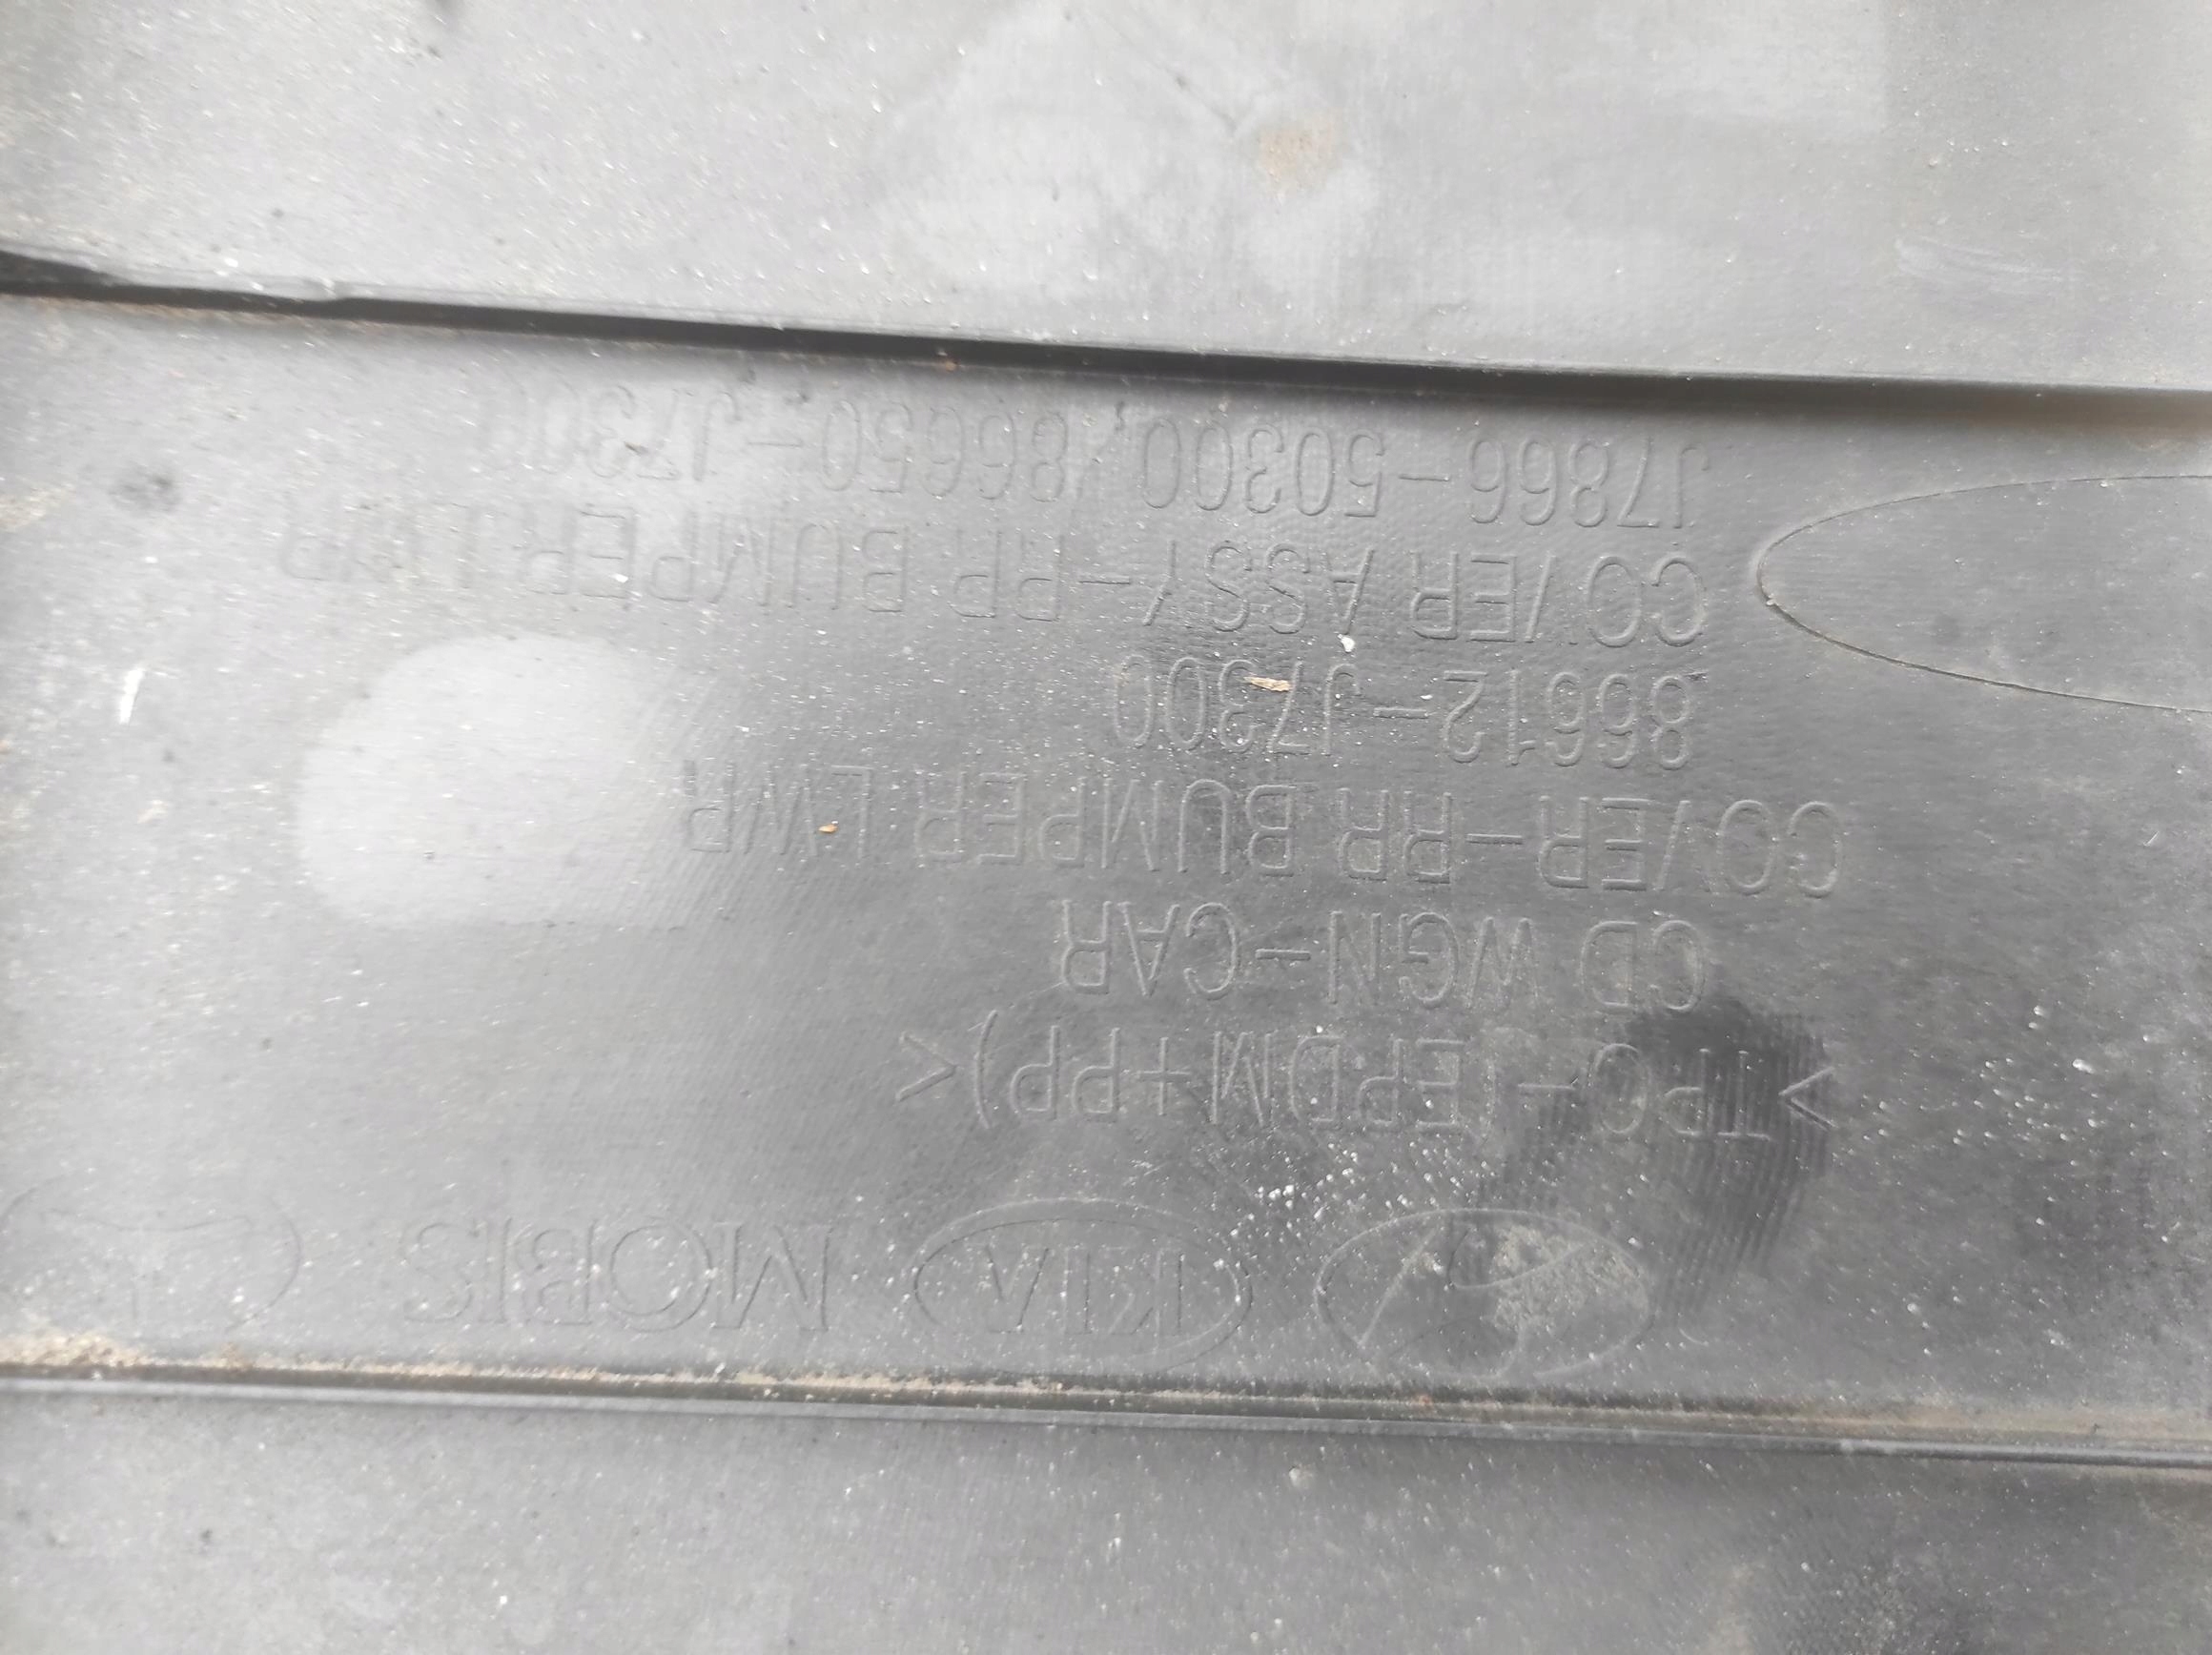 KIA MOBIS
>TPO-(EPDM+PP)<
CD WGN-CAR
COVER-RR BUMPER LWR
86612-J7300
COVER ASSY-RR BUMPER LWR
J7866-50300,86650-J7300